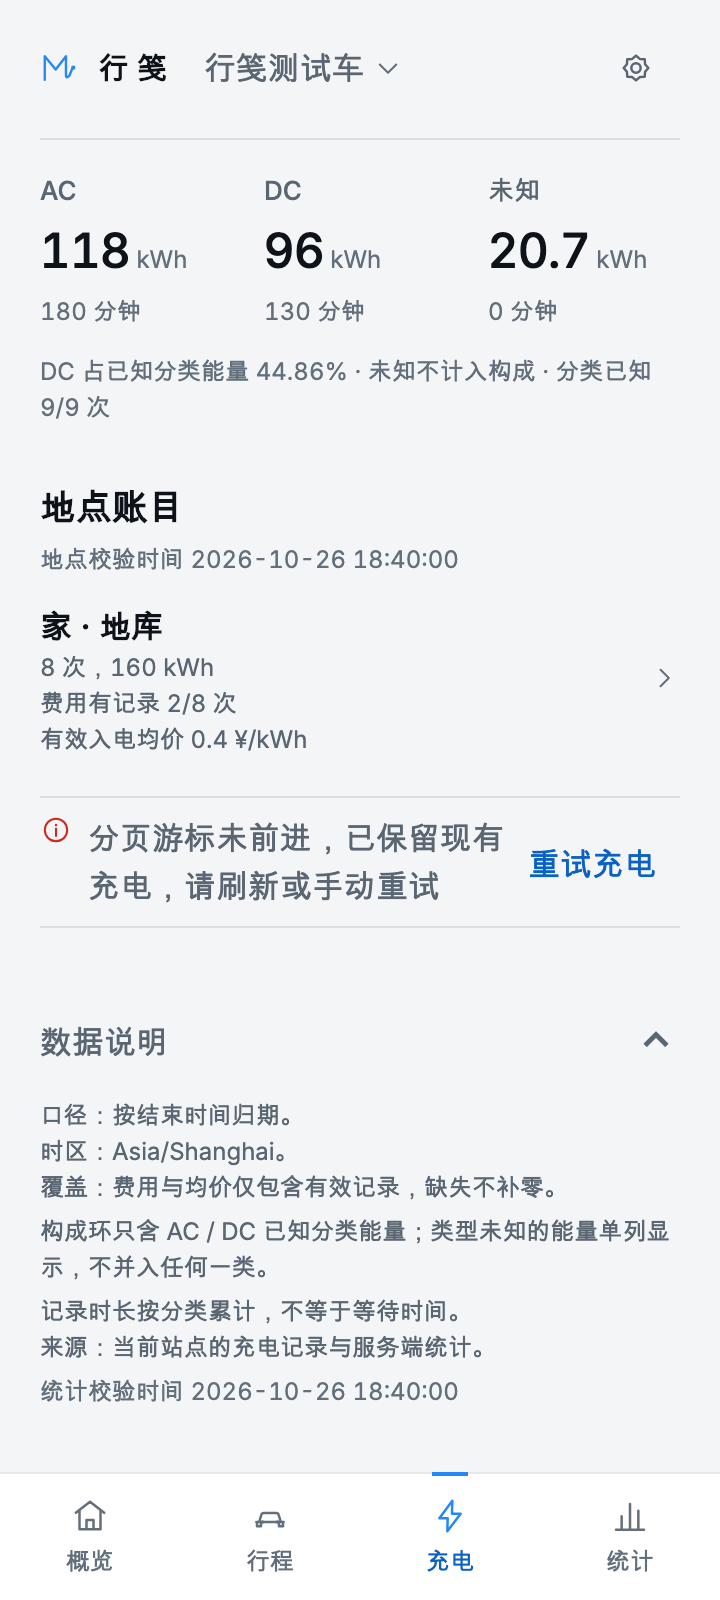 行 笺 行笺测试车
AC DC 未知
118 kWh 96 kWh 20.7 kWh
180 分钟 130 分钟 0 分钟
DC 占已知分类能量 44.86% · 未知不计入构成 · 分类已知
9/9 次
地点账目
地点校验时间 2026-10-26 18:40:00
家 · 地库
8 次，160 kWh
费用有记录 2/8 次
有效入电均价 0.4 ¥/kWh
分页游标未前进，已保留现有
充电，请刷新或手动重试
重试充电
数据说明
口径：按结束时间归期。
时区：Asia/Shanghai。
覆盖：费用与均价仅包含有效记录，缺失不补零。
构成环只含 AC / DC 已知分类能量；类型未知的能量单列显
示，不并入任何一类。
记录时长按分类累计，不等于等待时间。
来源：当前站点的充电记录与服务端统计。
统计校验时间 2026-10-26 18:40:00
概览 行程 充电 统计